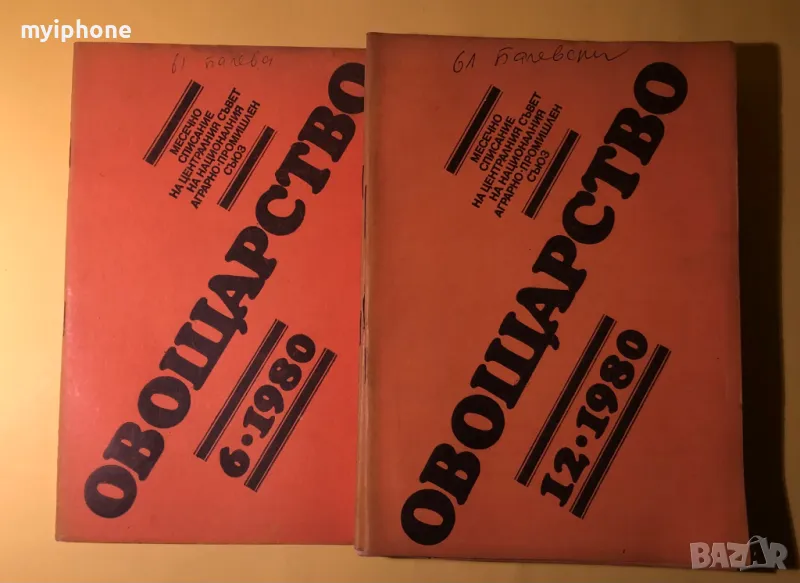 myiphone
61
МЕСЕЧНО
СПИСАНИЕ
НА ЦЕНТРАЛНИЯ СЪВЕТ
НА НАЦИОНАЛНИЯ
АГРАРНО-ПРОМИШЛЕН
СЪЮЗ
ОВОЩАРСТВО
6·1980
61 Балевски
МЕСЕЧНО
СПИСАНИЕ
НА ЦЕНТРАЛНИЯ СЪВЕТ
НА НАЦИОНАЛНИЯ
АГРАРНО-ПРОМИШЛЕН
СЪЮЗ
ОВОЩАРСТВО
12·1980
BAZAR